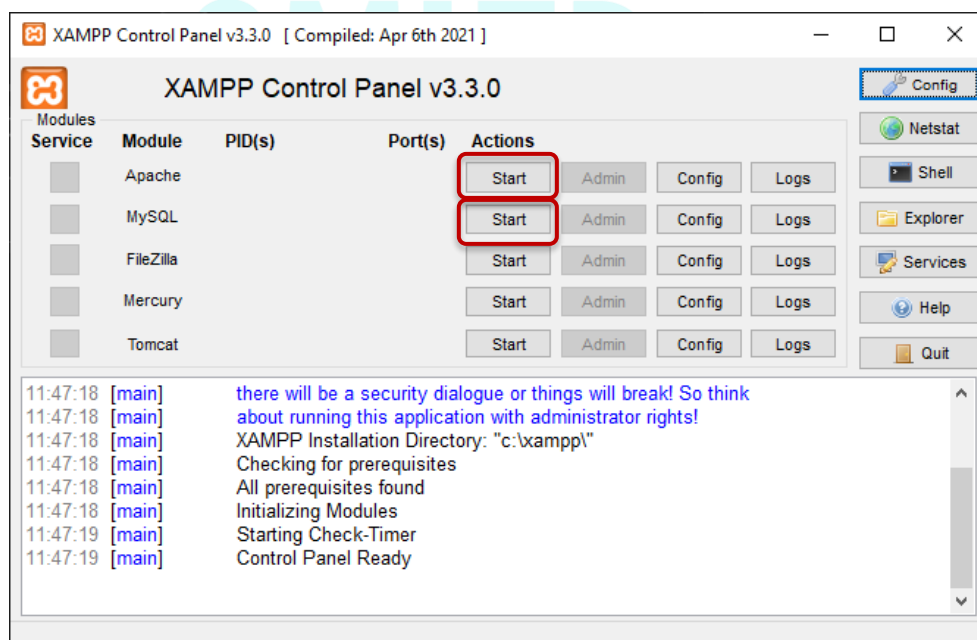 XAMPP Control Panel v3.3.0 [ Compiled: Apr 6th 2021 ]
XAMPP Control Panel v3.3.0
Config
Modules
Service Module PID(s) Port(s) Actions
Netstat
Apache Start Admin Config Logs
Shell
MySQL Start Admin Config Logs
Explorer
FileZilla Start Admin Config Logs
Services
Mercury Start Admin Config Logs
Help
Tomcat Start Admin Config Logs
Quit
11:47:18 [main] there will be a security dialogue or things will break! So think
11:47:18 [main] about running this application with administrator rights!
11:47:18 [main] XAMPP Installation Directory: "c:\xampp\"
11:47:18 [main] Checking for prerequisites
11:47:18 [main] All prerequisites found
11:47:18 [main] Initializing Modules
11:47:19 [main] Starting Check-Timer
11:47:19 [main] Control Panel Ready